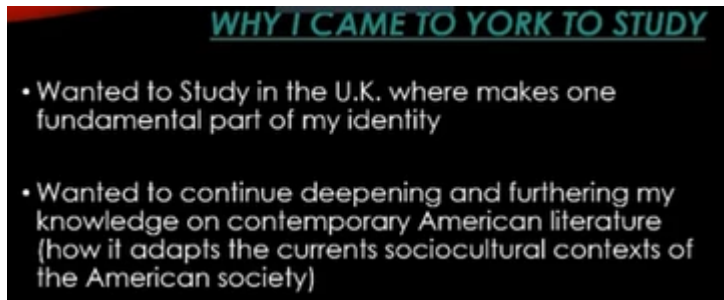 WHY I CAME TO YORK TO STUDY
• Wanted to Study in the U.K. where makes one
fundamental part of my identity
• Wanted to continue deepening and furthering my
knowledge on contemporary American literature
(how it adapts the currents sociocultural contexts of
the American society)